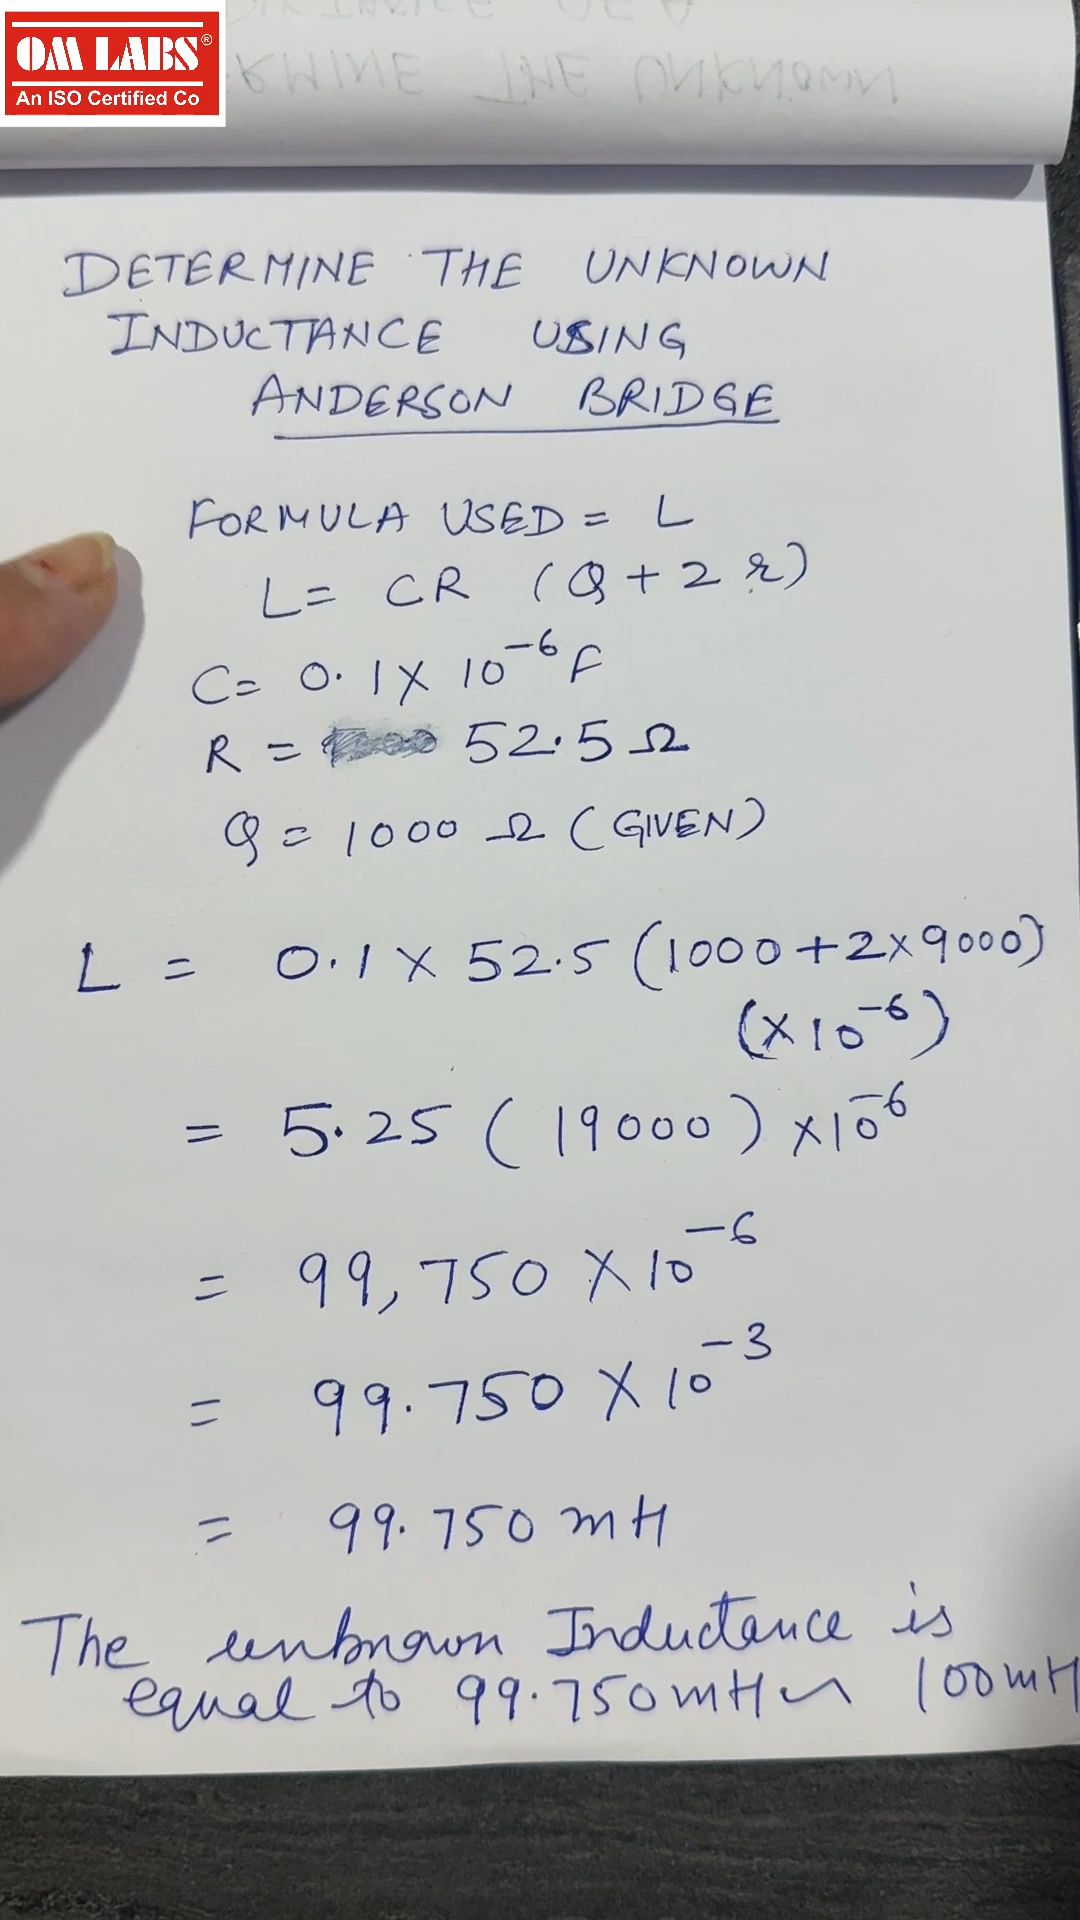 OM LABS®
An ISO Certified Co
DETERMINE THE UNKNOWN
INDUCTANCE USING
ANDERSON BRIDGE
FORMULA USED = L
L = CR (Q + 2 r)
C = 0.1 X 10⁻⁶ F
R = 52.5 Ω
Q = 1000 Ω (GIVEN)
L = 0.1 X 52.5 (1000 + 2 x 9000)
(X 10⁻⁶)
= 5.25 (19000) x 10⁻⁶
= 99,750 X 10⁻⁶
= 99.750 X 10⁻³
= 99.750 mH
The unknown Inductance is
equal to 99.750 mH ~ 100 mH